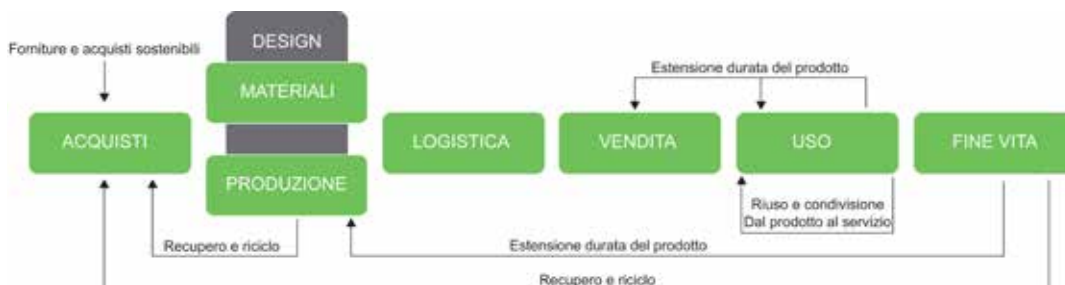 DESIGN
Forniture e acquisti sostenibili
Estensione durata del prodotto
MATERIALI
ACQUISTI
LOGISTICA
VENDITA
USO
FINE VITA
PRODUZIONE
Riuso e condivisione
Dal prodotto al servizio
Recupero e riciclo
Estensione durata del prodotto
Recupero e riciclo